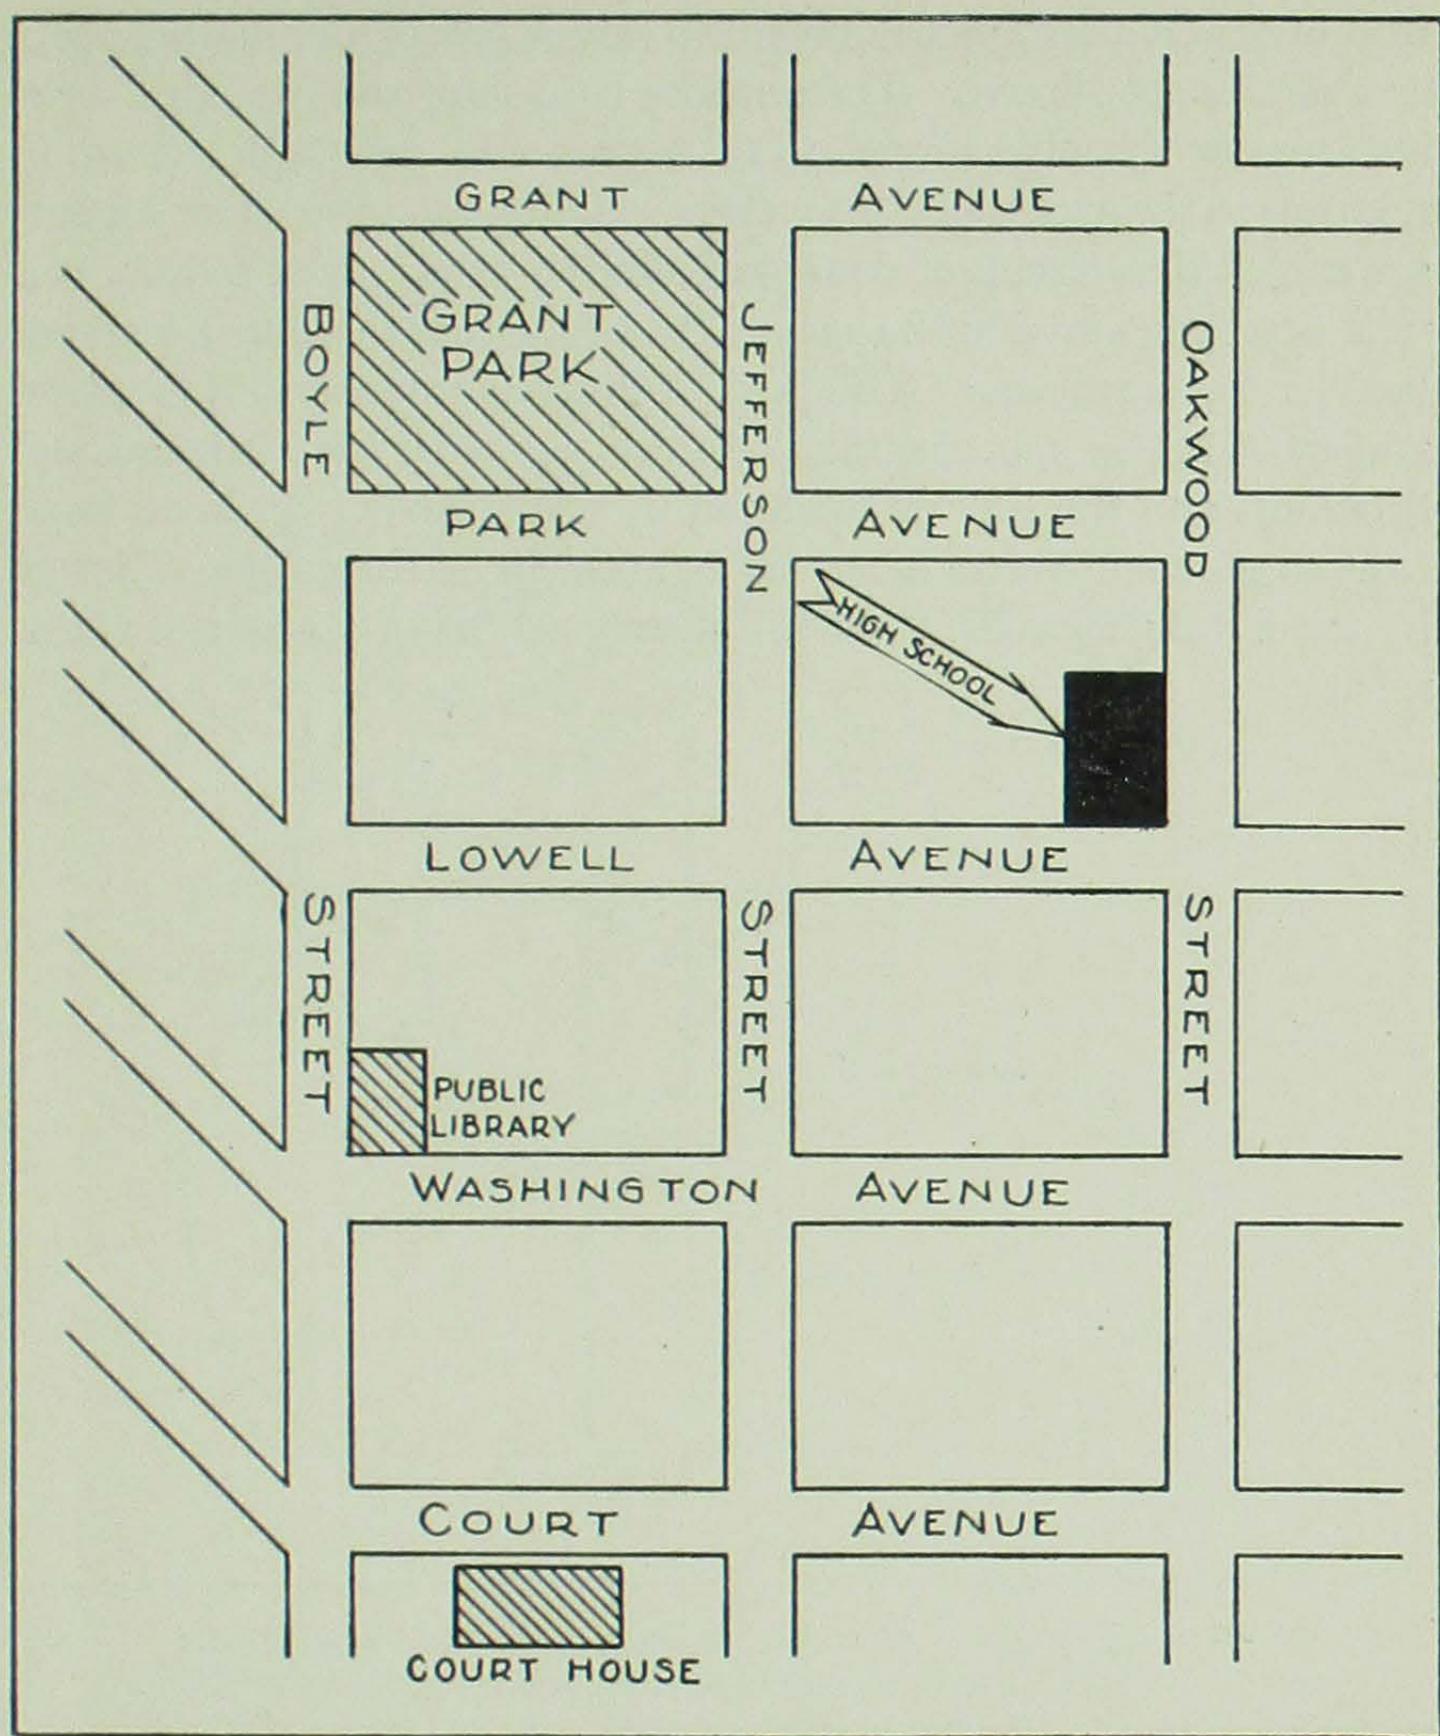 GRANT AVENUE
GRANT
PARK
BOYLE STREET
JEFFERSON STREET
OAKWOOD STREET
PARK AVENUE
HIGH SCHOOL
LOWELL AVENUE
PUBLIC
LIBRARY
WASHINGTON AVENUE
COURT AVENUE
COURT HOUSE